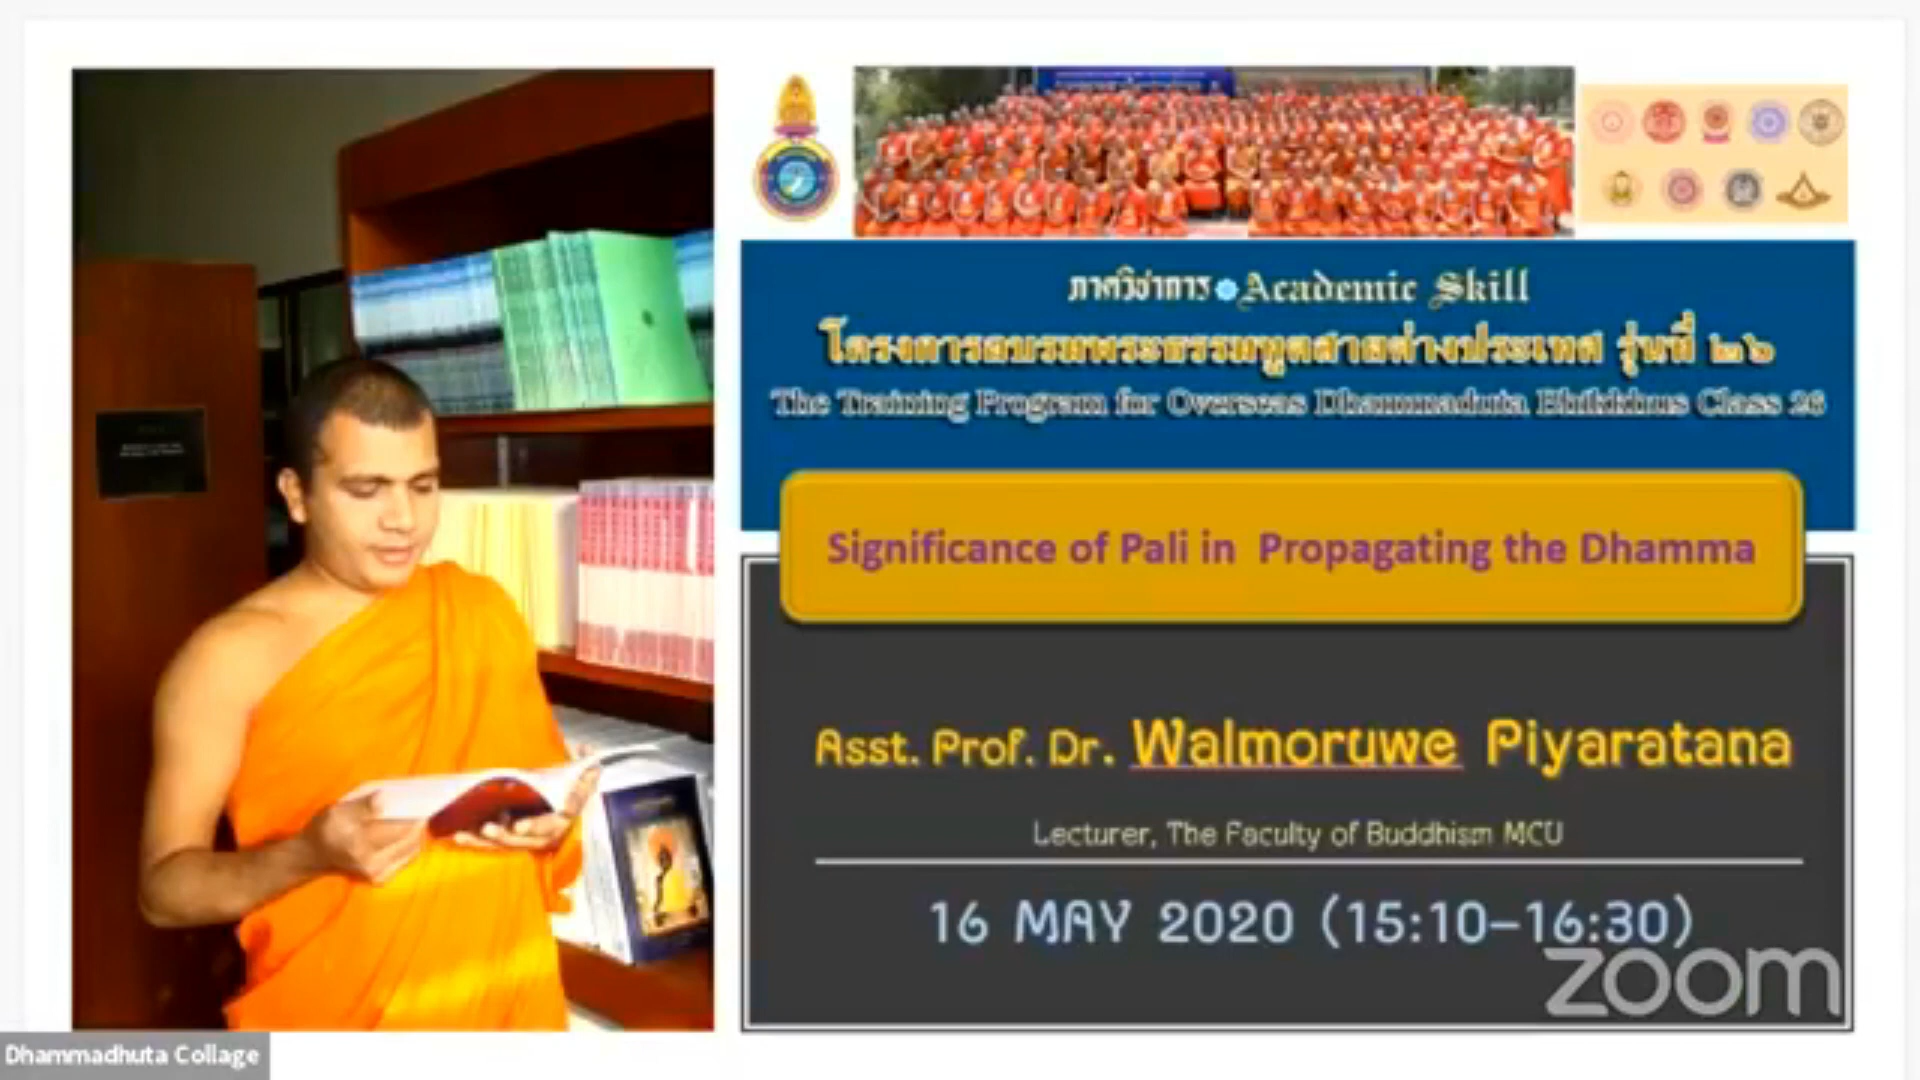 ภาควิชาการ Academic Skill
โครงการอบรมพระธรรมทูตสายต่างประเทศ รุ่นที่ ๒๖
The Training Program for Overseas Dhammaduta Bhikkhus Class 26
Significance of Pali in Propagating the Dhamma
Asst. Prof. Dr. Walmoruwe Piyaratana
Lecturer, The Faculty of Buddhism MCU
16 MAY 2020 (15:10-16:30)
zoom
Dhammadhuta Collage